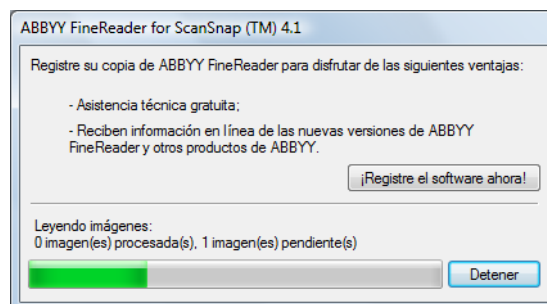 ABBYY FineReader for ScanSnap (TM) 4.1
Registre su copia de ABBYY FineReader para disfrutar de las siguientes ventajas:
- Asistencia técnica gratuita;
- Reciben información en línea de las nuevas versiones de ABBYY
FineReader y otros productos de ABBYY.
¡Registre el software ahora!
Leyendo imágenes:
0 imagen(es) procesada(s), 1 imagen(es) pendiente(s)
Detener